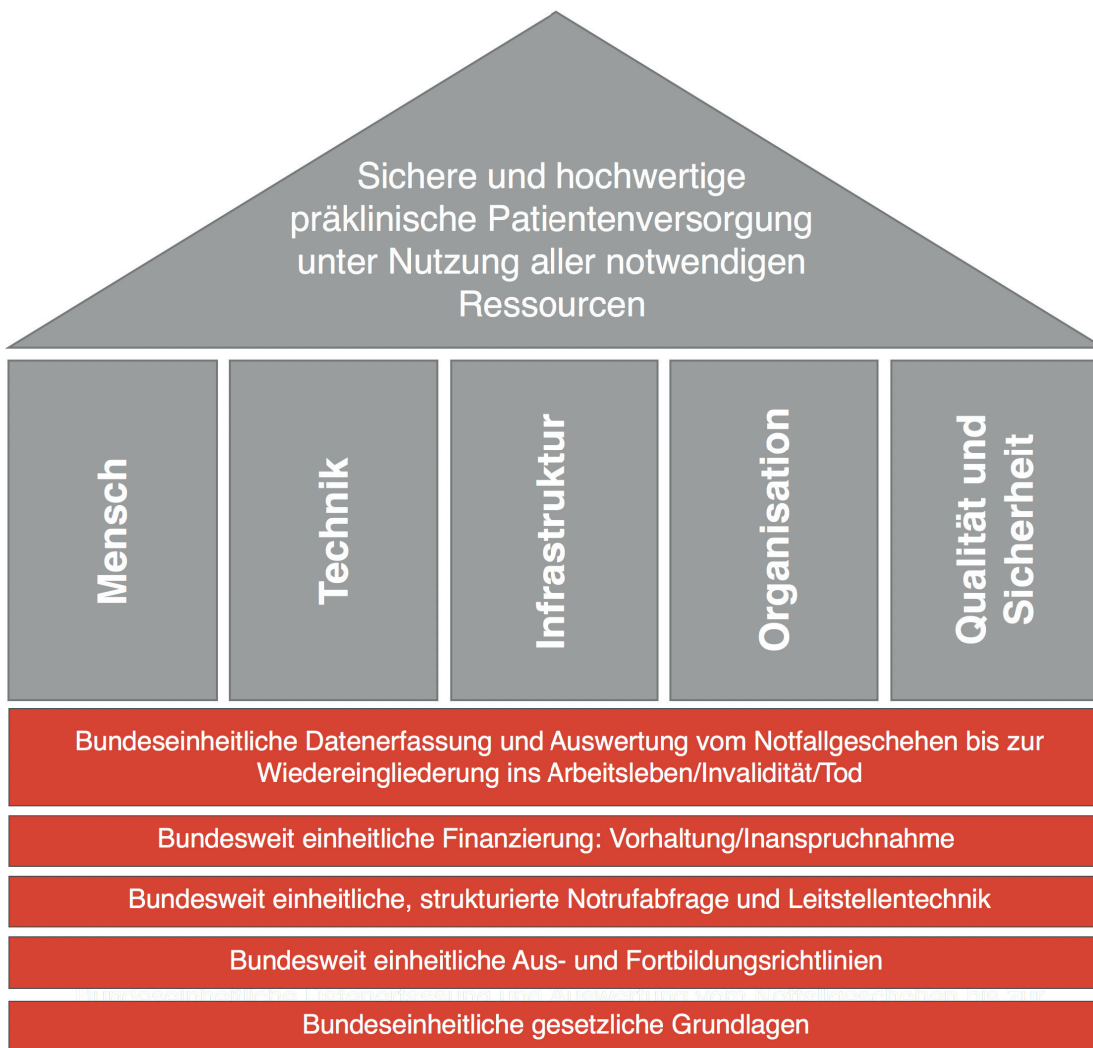 Sichere und hochwertige
präklinische Patientenversorgung
unter Nutzung aller notwendigen
Ressourcen
Mensch
Technik
Infrastruktur
Organisation
Qualität und
Sicherheit
Bundeseinheitliche Datenerfassung und Auswertung vom Notfallgeschehen bis zur
Wiedereingliederung ins Arbeitsleben/Invalidität/Tod
Bundesweit einheitliche Finanzierung: Vorhaltung/Inanspruchnahme
Bundesweit einheitliche, strukturierte Notrufabfrage und Leitstellentechnik
Bundesweit einheitliche Aus- und Fortbildungsrichtlinien
Bundeseinheitliche gesetzliche Grundlagen